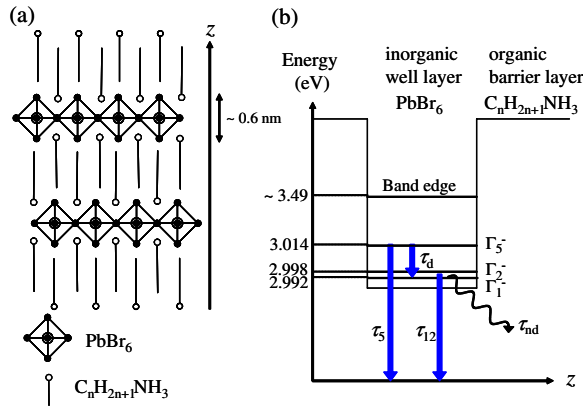 (a)
z
~ 0.6 nm
PbBr6
CnH2n+1NH3
(b)
Energy
(eV)
inorganic
well layer
PbBr6
organic
barrier layer
CnH2n+1NH3
Band edge
~ 3.49
3.014
2.998
2.992
Γ5-
Γ2-
Γ1-
τd
τ5
τ12
τnd
z